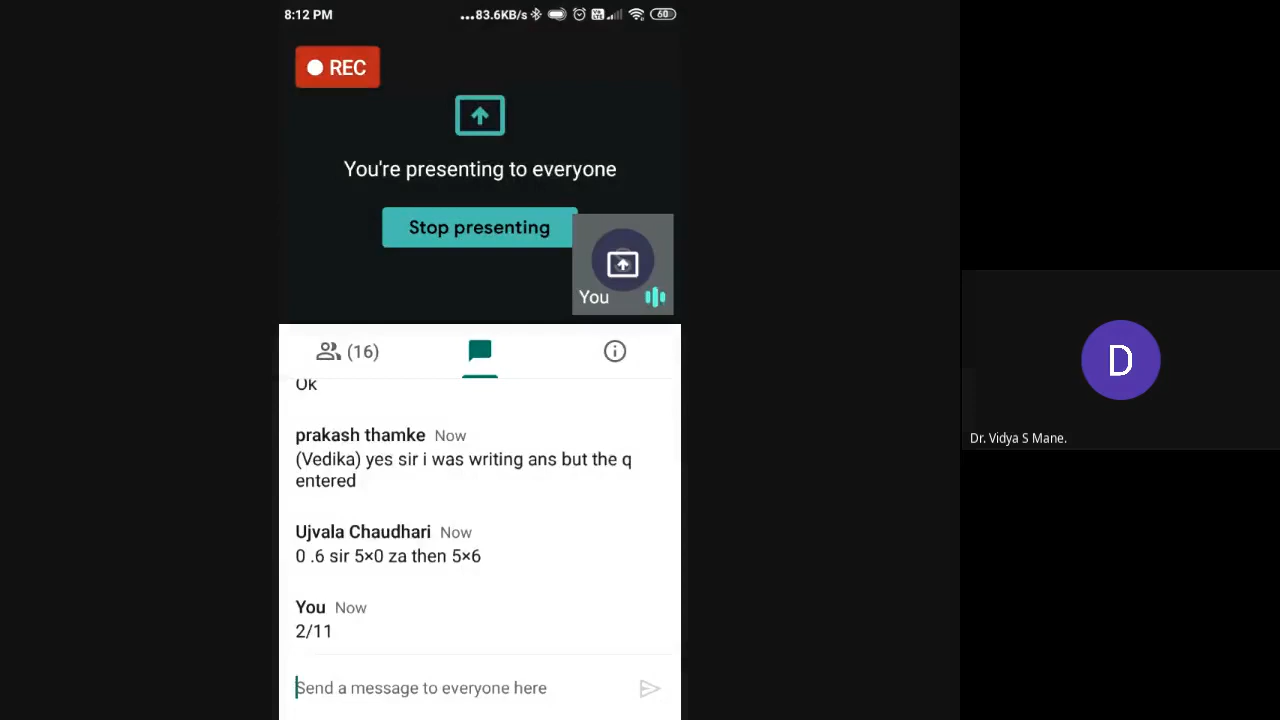 8:12 PM
...83.6KB/s
60
REC
You're presenting to everyone
Stop presenting
You
(16)
Ok
prakash thamke Now
(Vedika) yes sir i was writing ans but the q
entered
Ujvala Chaudhari Now
0 .6 sir 5×0 za then 5×6
You Now
2/11
Send a message to everyone here
D
Dr. Vidya S Mane.